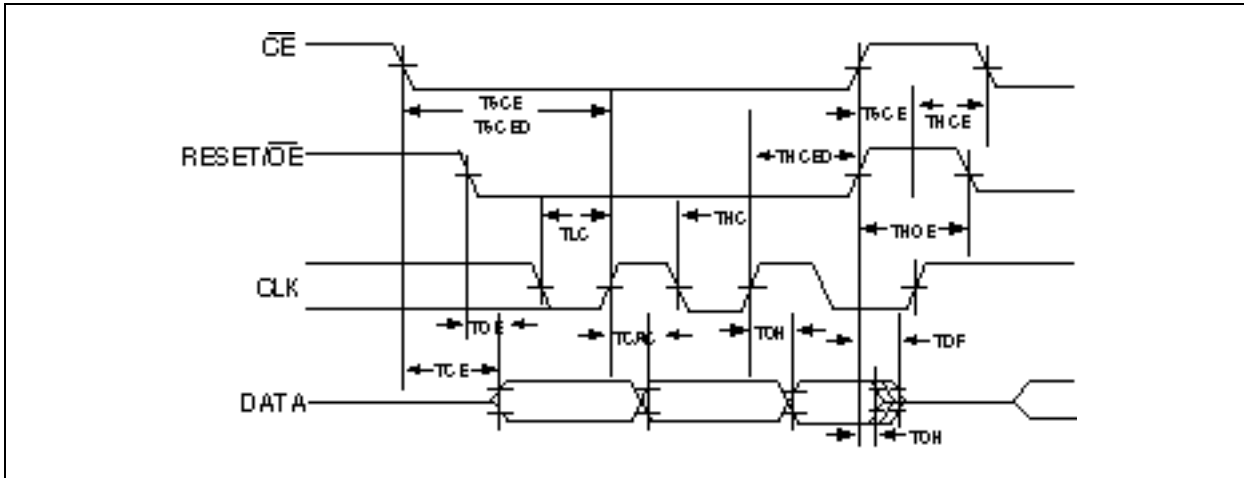 CE
TSCE
TSCED
TSCE
THCE
RESET/OE
THCED
TLC
THC
THOE
CLK
TOE
TCAC
TOH
TDF
TCE
DATA
TOH